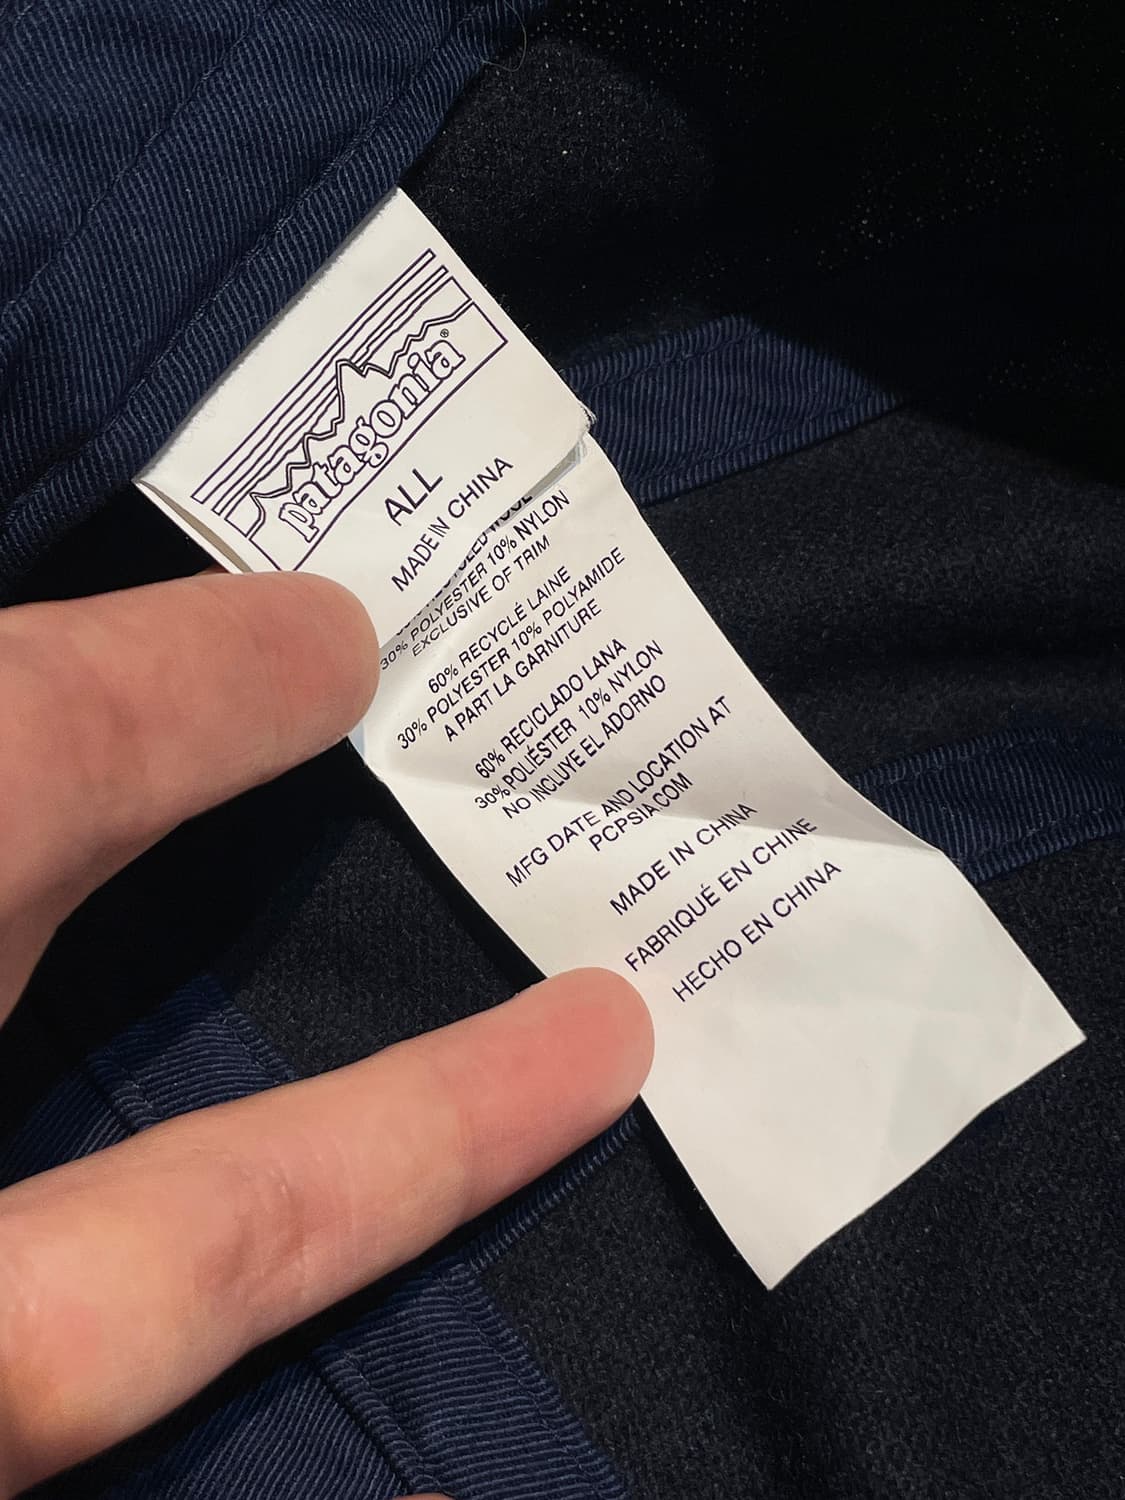 patagonia®
ALL
MADE IN CHINA
30% POLYESTER 10% NYLON
EXCLUSIVE OF TRIM
60% RECYCLÉ LAINE
30% POLYESTER 10% POLYAMIDE
A PART LA GARNITURE
60% RECICLADO LANA
30% POLIÉSTER 10% NYLON
NO INCLUYE EL ADORNO
MFG DATE AND LOCATION AT
PCPSIA.COM
MADE IN CHINA
FABRIQUÉ EN CHINE
HECHO EN CHINA